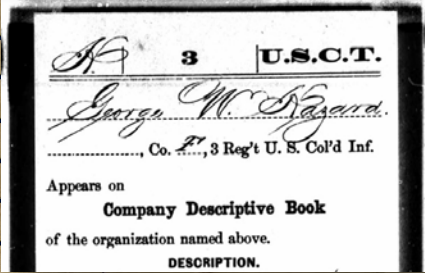 H 3 U.S.C.T.
George W. Hazard.
, Co. F, 3 Reg't U. S. Col'd Inf.
Appears on
Company Descriptive Book
of the organization named above.
DESCRIPTION.